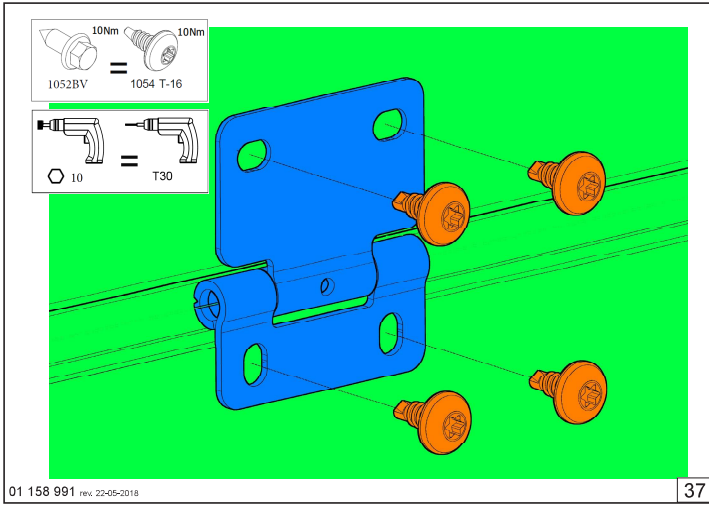 10Nm 10Nm
=
1052BV 1054 T-16
=
10 T30
01 158 991 rev. 22-05-2018
37